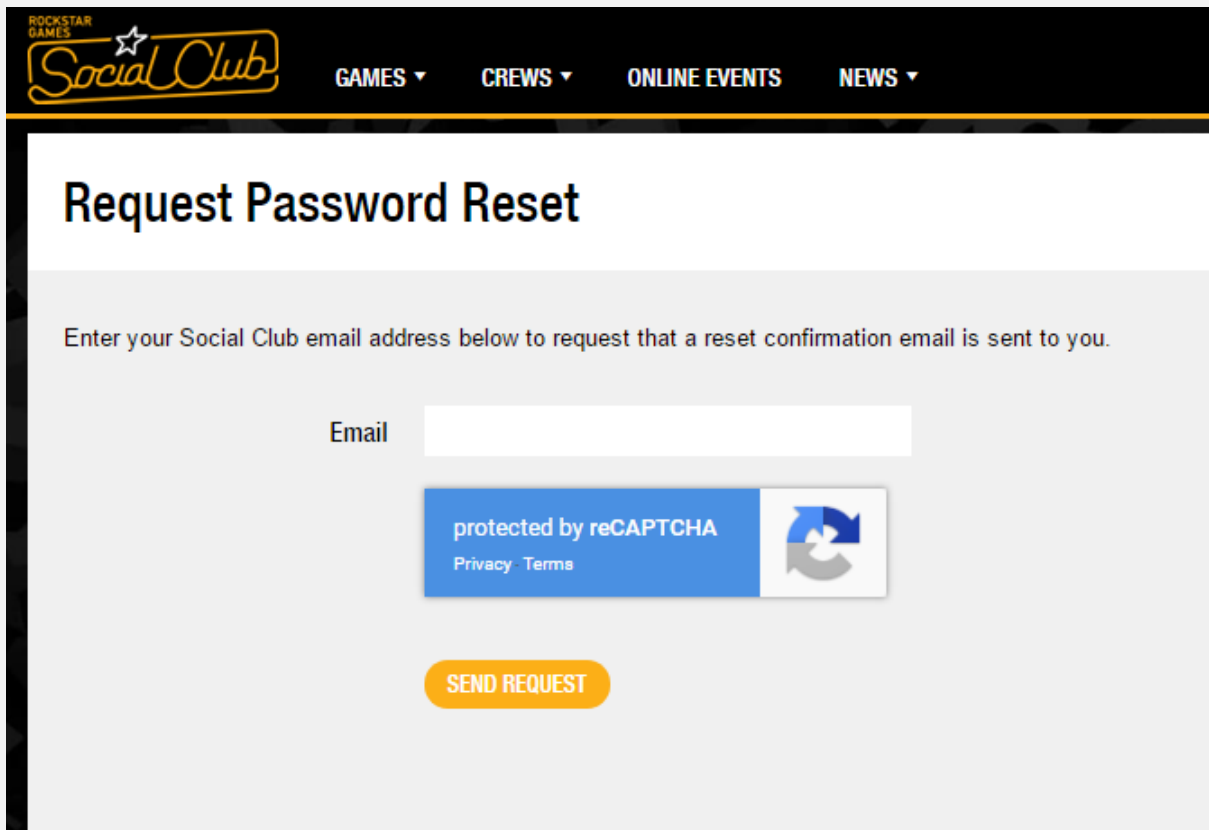 ROCKSTAR
GAMES
Social Club
GAMES CREWS ONLINE EVENTS NEWS
Request Password Reset
Enter your Social Club email address below to request that a reset confirmation email is sent to you.
Email
protected by reCAPTCHA
Privacy - Terms
SEND REQUEST